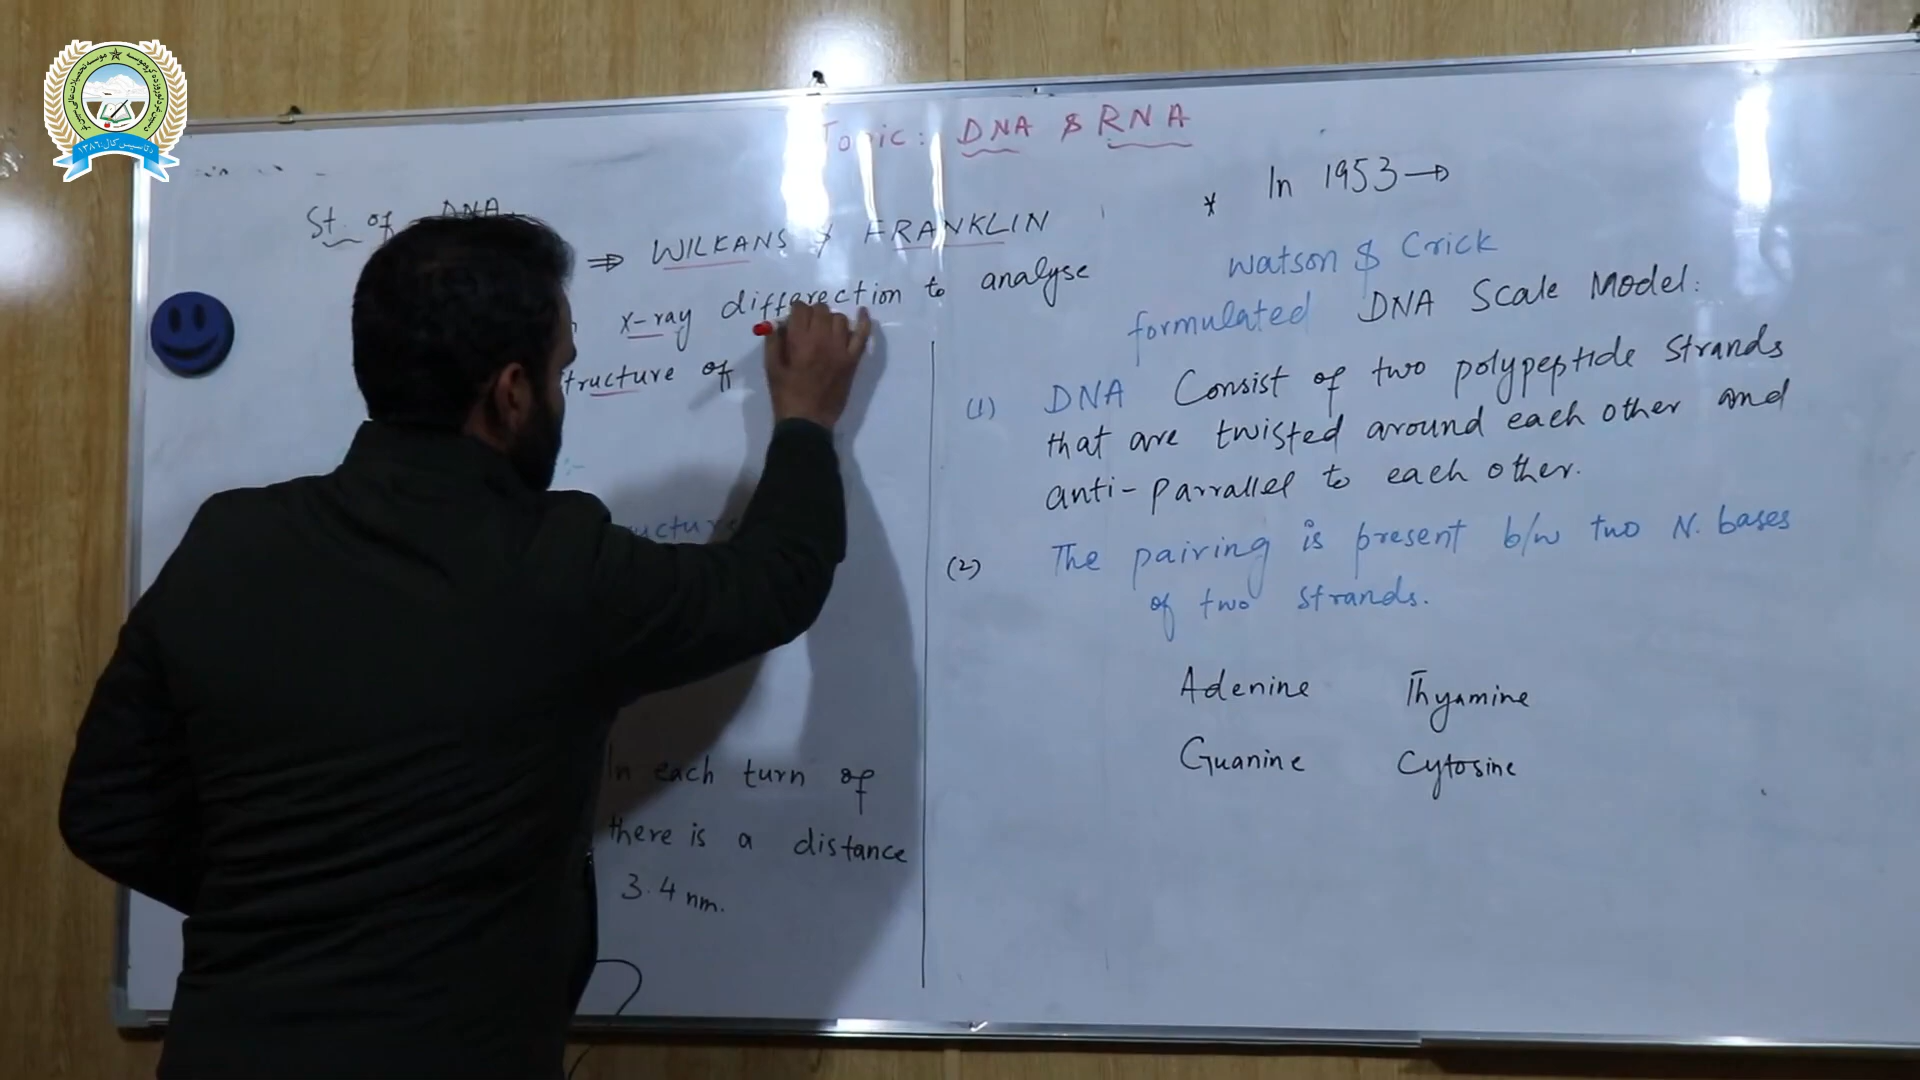 Topic: DNA & RNA
St. of DNA
⇒ WILKANS & FRANKLIN
x-ray differection to analyse
tructure of
ucture
In each turn of
there is a distance
3.4 nm.
* In 1953 →
Watson & Crick
formulated DNA Scale Model:
(1) DNA Consist of two polypeptide strands
that are twisted around each other and
anti-parrallel to each other.
(2) The pairing is present b/w two N. bases
of two strands.
Adenine Thyamine
Guanine Cytosine